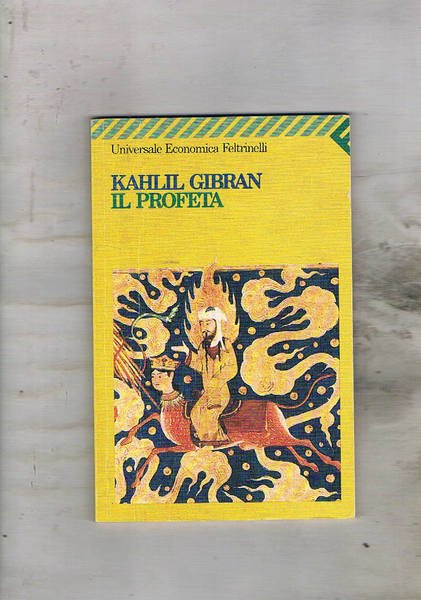 Universale Economica Feltrinelli
KAHLIL GIBRAN
IL PROFETA